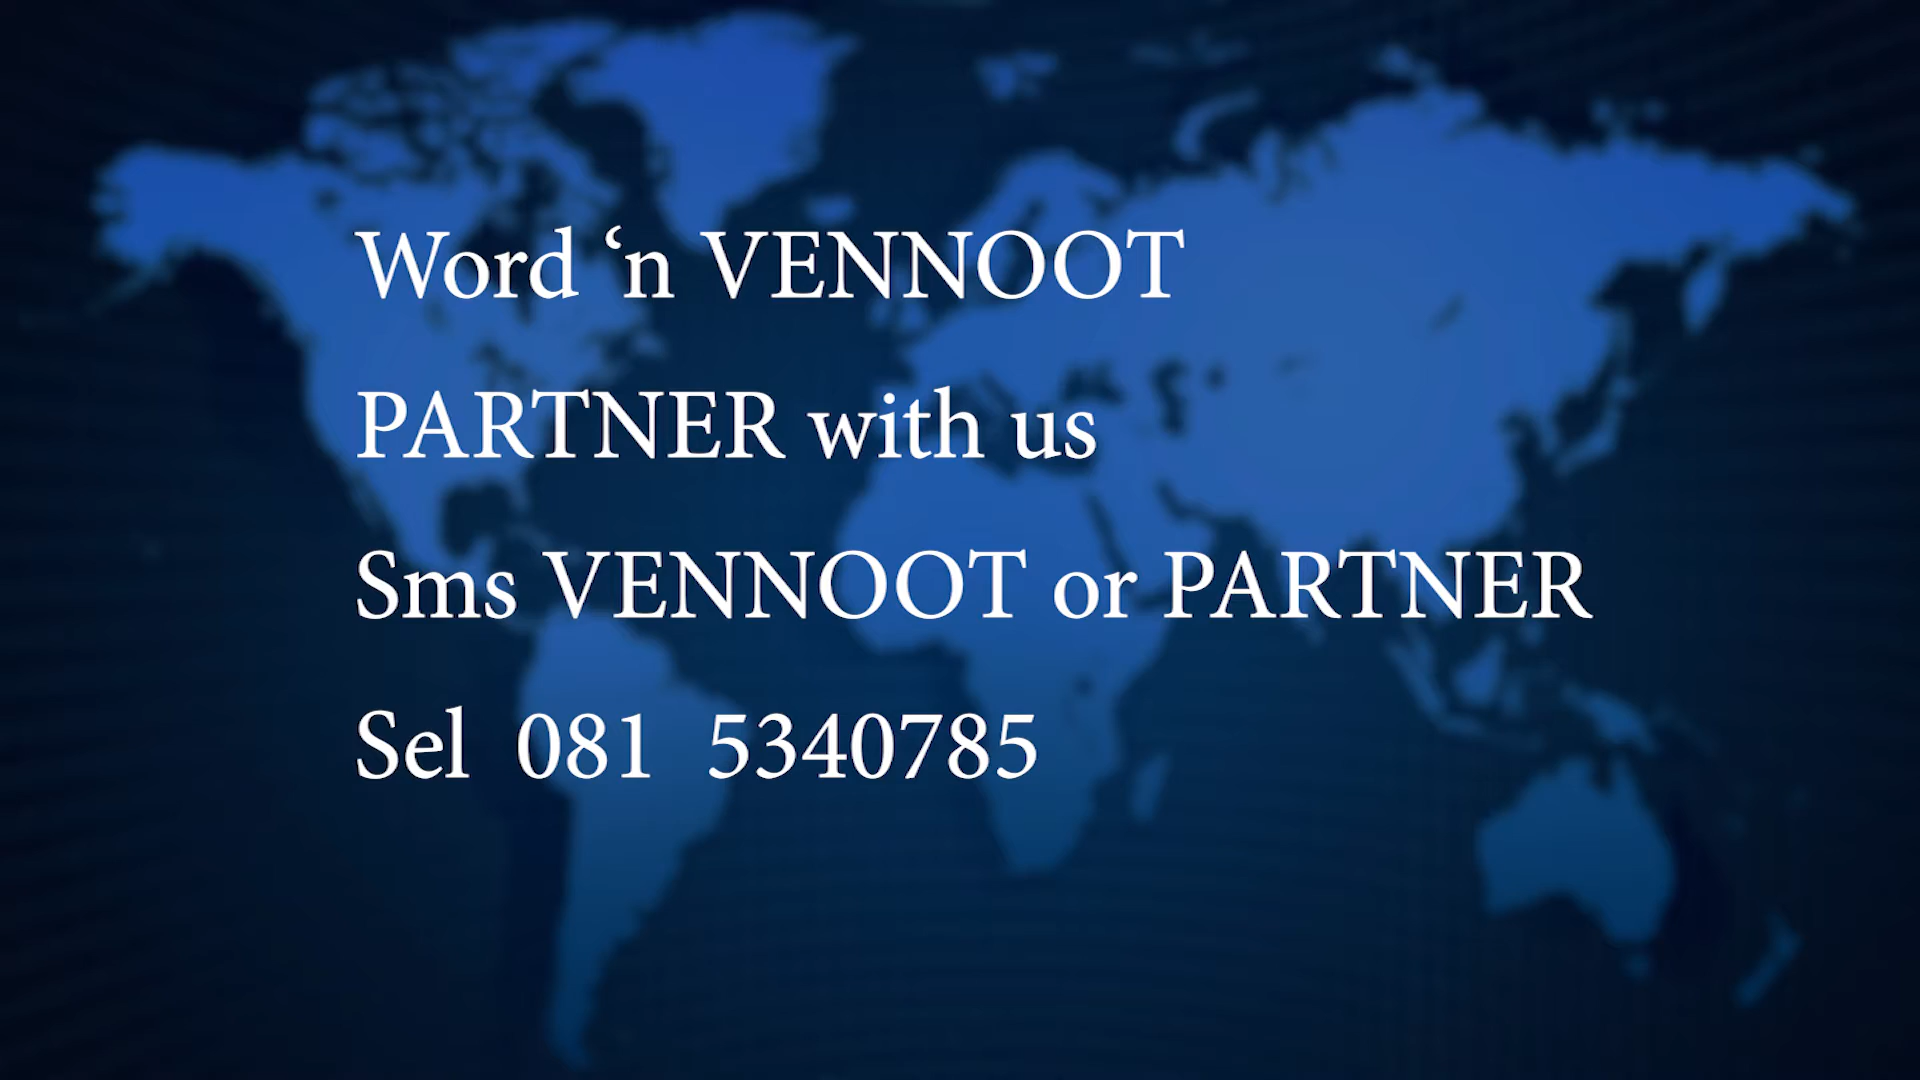 Word ‘n VENNOOT
PARTNER with us
Sms VENNOOT or PARTNER
Sel 081 5340785